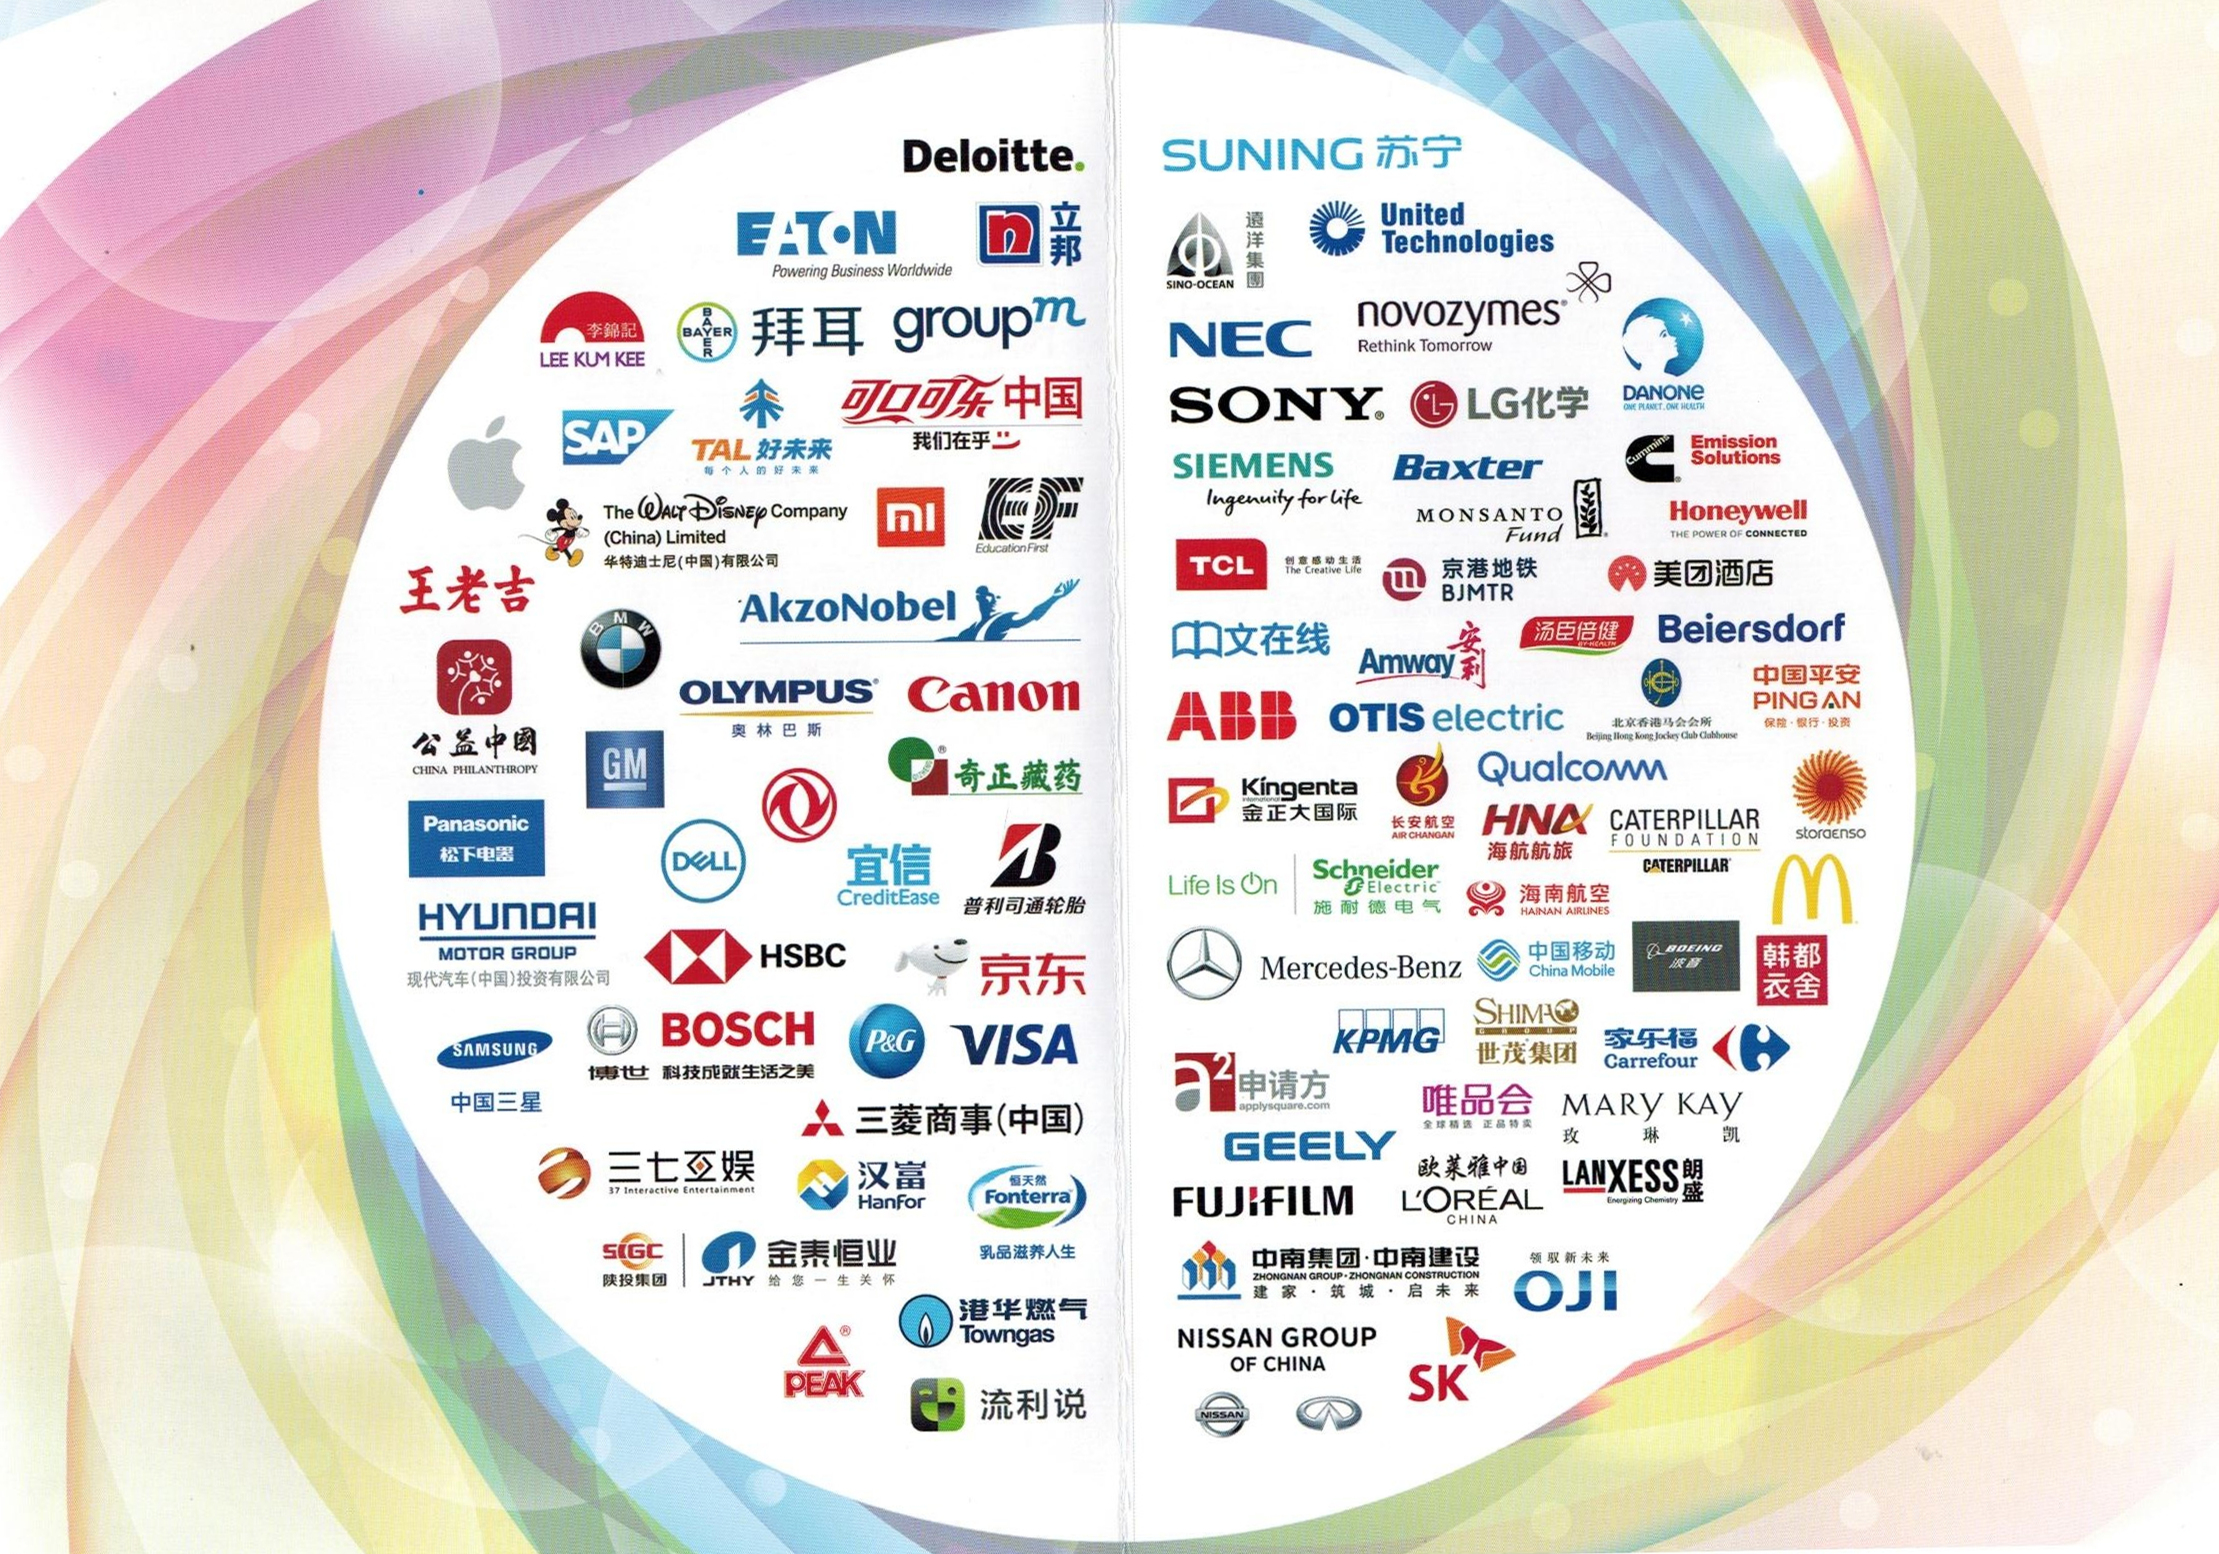 Deloitte.
EATON
Powering Business Worldwide
n
立邦
李錦記
LEE KUM KEE
BAYER
BAYER
拜耳
groupm
SAP
TAL 好未来
每个人的好未来
可口可乐中国
我们在乎
The Walt Disney Company
(China) Limited
华特迪士尼(中国)有限公司
mi
EF
Education First
王老吉
BMW
AkzoNobel
公益中國
CHINA PHILANTHROPY
OLYMPUS®
奥林巴斯
Canon
GM
®
奇正藏药
Panasonic
松下电器
DELL
宜信
CreditEase
B
普利司通轮胎
HYUNDAI
MOTOR GROUP
现代汽车(中国)投资有限公司
HSBC
京东
SAMSUNG
中国三星
BOSCH
博世 科技成就生活之美
P&G
VISA
三菱商事(中国)
三七互娱
37 Interactive Entertainment
汉富
HanFor
恒天然
Fonterra
乳品滋养人生
SIGC
陕投集团
JTHY
金泰恒业
给您一生关怀
港华燃气
Towngas
®
PEAK
流利说
SUNING 苏宁
SINO-OCEAN
遠洋集團
United
Technologies
NEC
novozymes®
Rethink Tomorrow
DANONE
ONE PLANET. ONE HEALTH
SONY®
LG化学
SIEMENS
Ingenuity for life
Baxter
Cummins
Emission
Solutions
MONSANTO
Fund
Honeywell
THE POWER OF CONNECTED
TCL
创意感动生活
The Creative Life
京港地铁
BJMTR
美团酒店
中文在线
Amway 安利
汤臣倍健
BY-HEALTH
Beiersdorf
ABB
OTIS electric
北京香港马会会所
Beijing Hong Kong Jockey Club Clubhouse
中国平安
PING AN
保险·银行·投资
Kingenta
International
金正大国际
长安航空
AIR CHANGAN
Qualcomm
HNA
海航航旅
CATERPILLAR
FOUNDATION
CATERPILLAR®
storaenso
Life Is On
Schneider
Electric
施耐德电气
海南航空
HAINAN AIRLINES
M
Mercedes-Benz
中国移动
China Mobile
BOEING
波音
韩都
衣舍
KPMG
SHIMAO
GROUP
世茂集团
家乐福
Carrefour
a2
申请方
applysquare.com
唯品会
全球精选 正品特卖
MARY KAY
玫琳凯
GEELY
FUJIFILM
欧莱雅中国
L'ORÉAL
CHINA
LANXESS
Energizing Chemistry
朗盛
中南集团·中南建设
ZHONGNAN GROUP·ZHONGNAN CONSTRUCTION
建家·筑城·启未来
领驭新未来
OJI
NISSAN GROUP
OF CHINA
NISSAN
SK